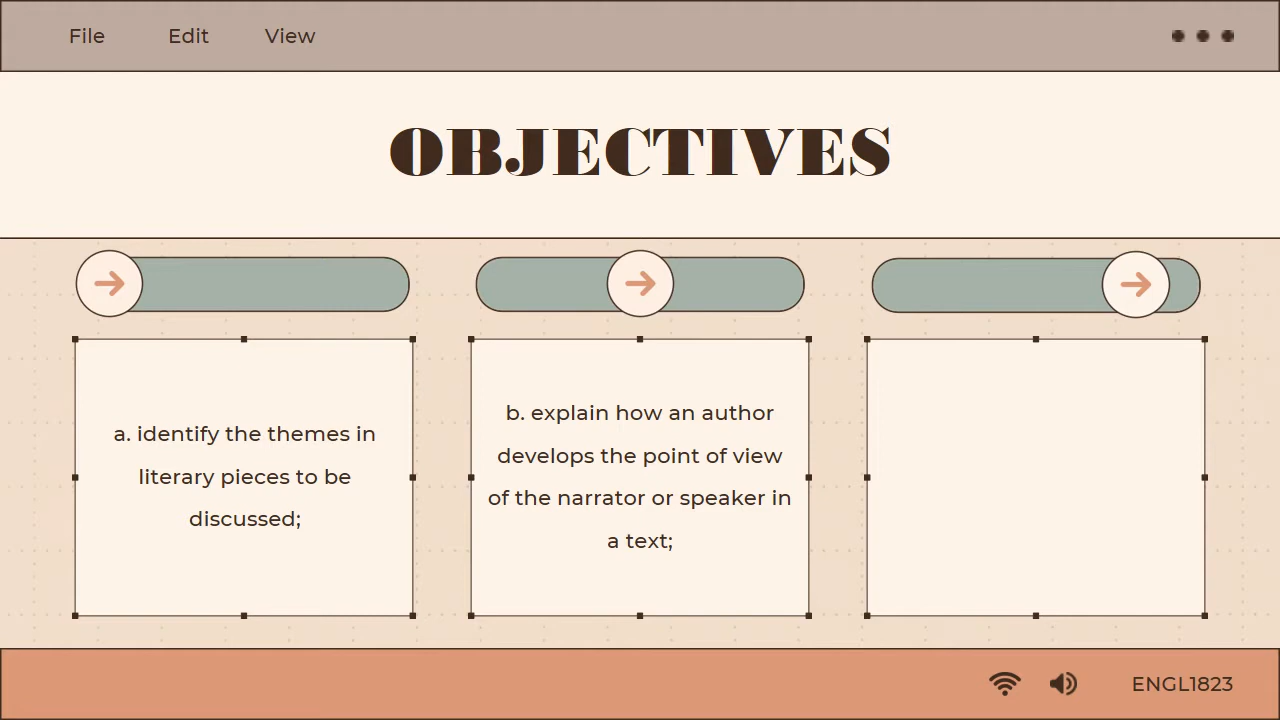 File Edit View
OBJECTIVES
a. identify the themes in
literary pieces to be
discussed;
b. explain how an author
develops the point of view
of the narrator or speaker in
a text;
ENGL1823